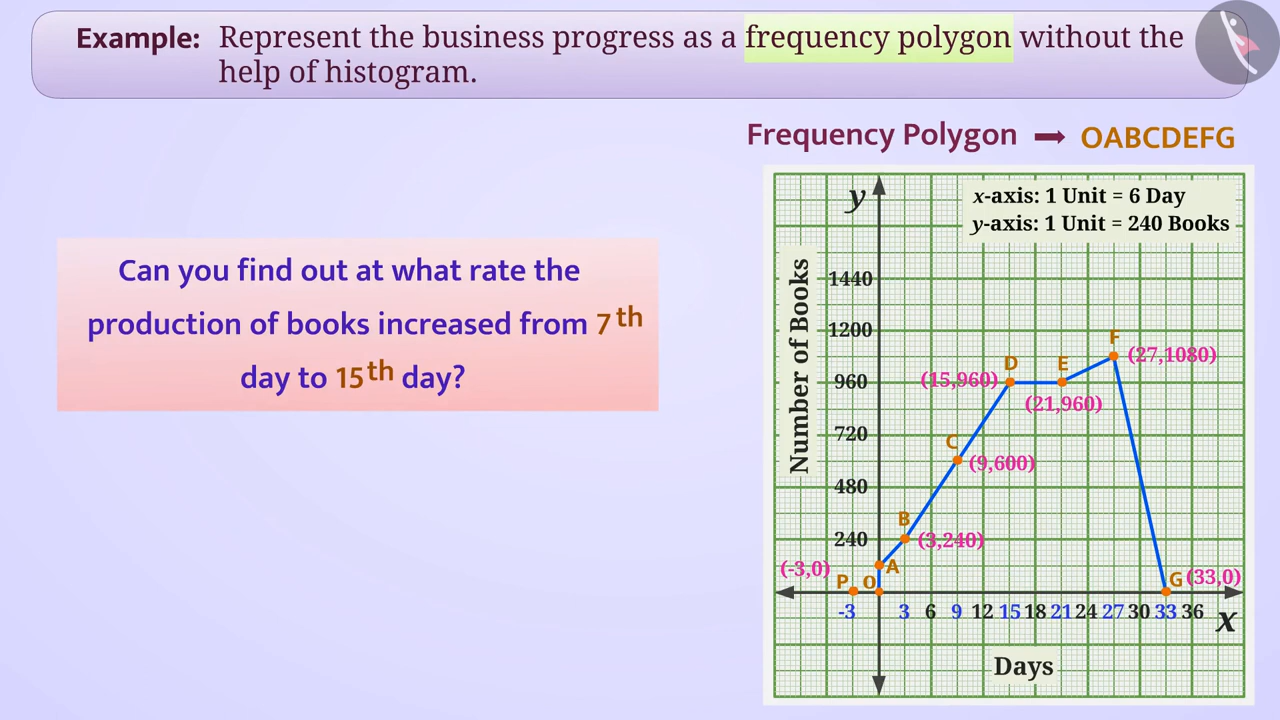 Example: Represent the business progress as a frequency polygon without the
help of histogram.
Frequency Polygon ➡ OABCDEFG
Can you find out at what rate the
production of books increased from 7th
day to 15th day?
y
x-axis: 1 Unit = 6 Day
y-axis: 1 Unit = 240 Books
Number of Books
1440
1200
960
720
480
240
F
(27,1080)
D
E
(15,960)
(21,960)
C
(9,600)
B
(3,240)
(-3,0)
A
P
O
G
(33,0)
-3 3 6 9 12 15 18 21 24 27 30 33 36
x
Days